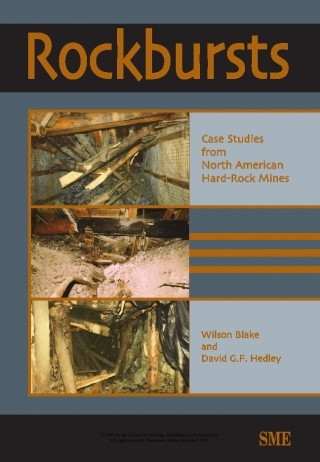 Rockbursts
Case Studies
from
North American
Hard-Rock Mines
Wilson Blake
and
David G.F. Hedley
SME